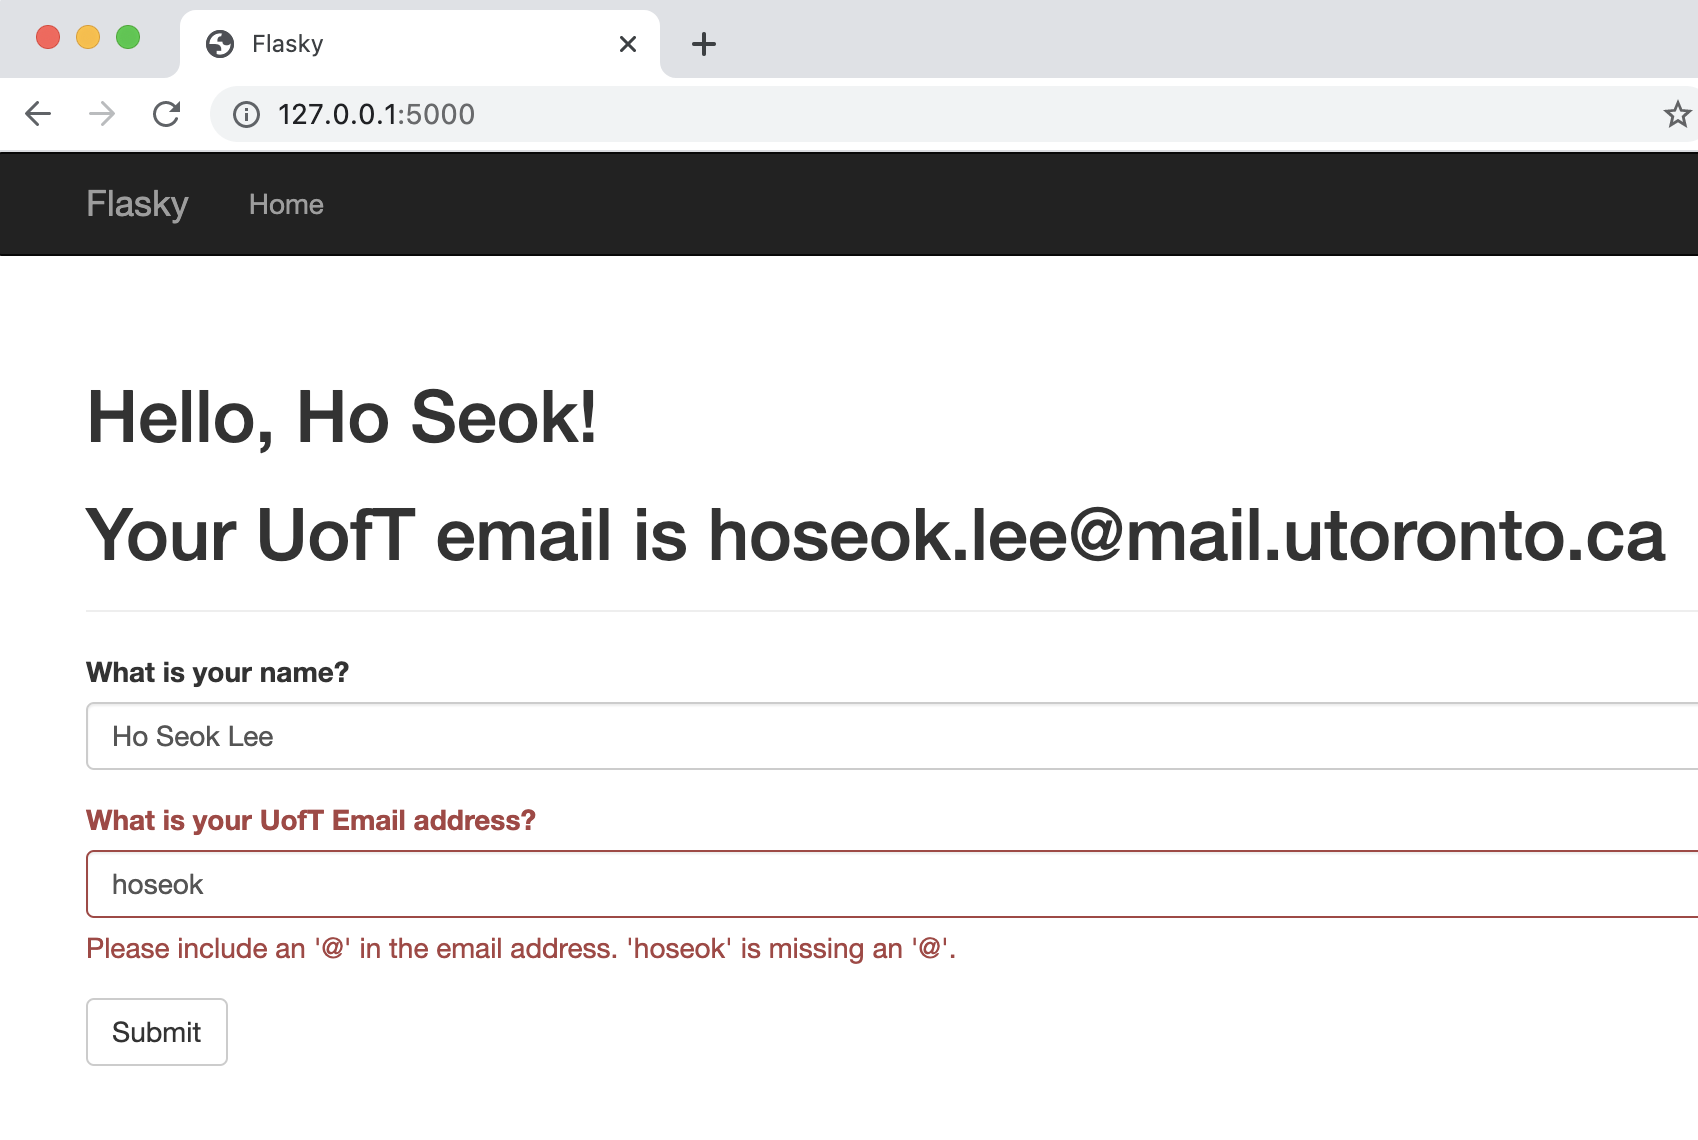 Flasky
127.0.0.1:5000
Flasky Home
Hello, Ho Seok!
Your UofT email is hoseok.lee@mail.utoronto.ca
What is your name?
Ho Seok Lee
What is your UofT Email address?
hoseok
Please include an '@' in the email address. 'hoseok' is missing an '@'.
Submit